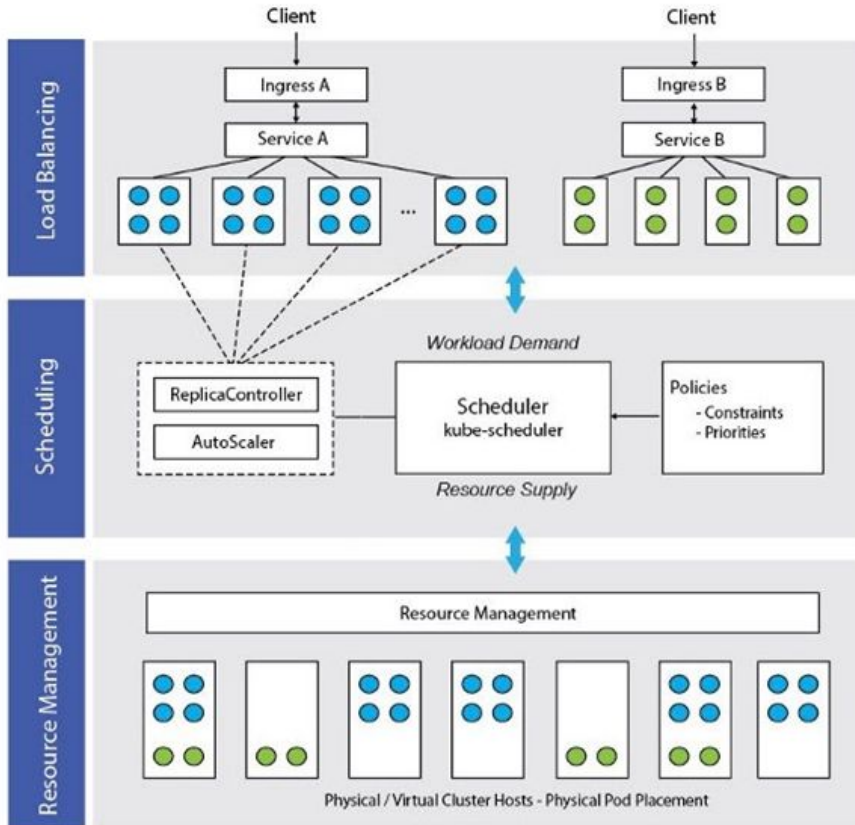 Client
Client
Load Balancing
Ingress A
Ingress B
Service A
Service B
...
Scheduling
Workload Demand
ReplicaController
AutoScaler
Scheduler
kube-scheduler
Policies
- Constraints
- Priorities
Resource Supply
Resource Management
Resource Management
Physical / Virtual Cluster Hosts - Physical Pod Placement